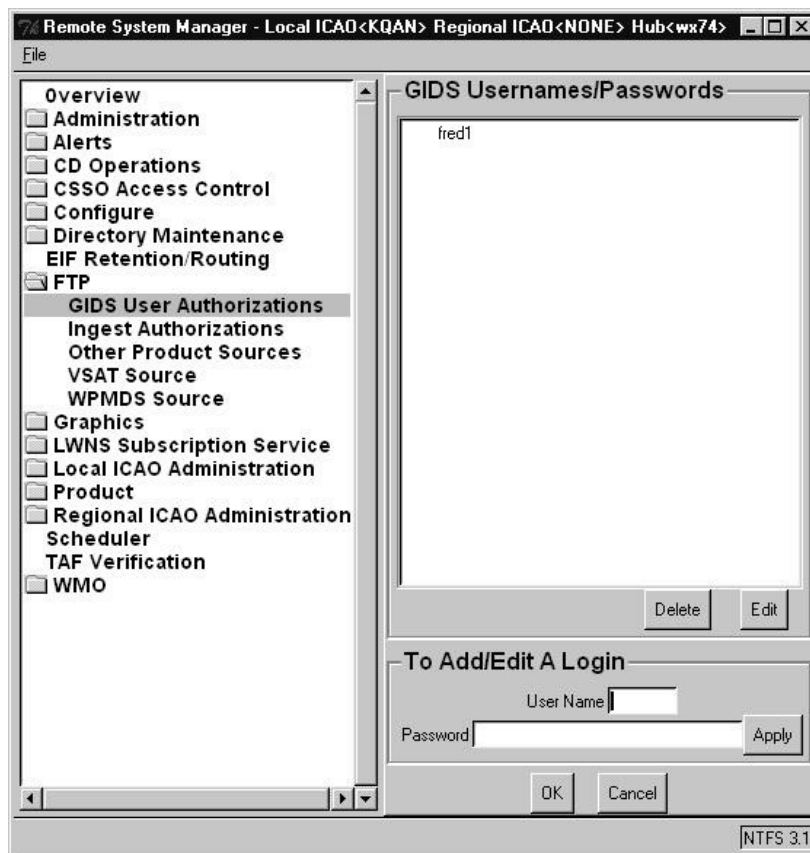 Remote System Manager - Local ICAO<KQAN> Regional ICAO<NONE> Hub<wx74>
File
Overview
Administration
Alerts
CD Operations
CSSO Access Control
Configure
Directory Maintenance
EIF Retention/Routing
FTP
GIDS User Authorizations
Ingest Authorizations
Other Product Sources
VSAT Source
WPMDS Source
Graphics
LWNS Subscription Service
Local ICAO Administration
Product
Regional ICAO Administration
Scheduler
TAF Verification
WMO
GIDS Usernames/Passwords
fred1
Delete Edit
To Add/Edit A Login
User Name
Password Apply
OK Cancel
NTFS 3.1